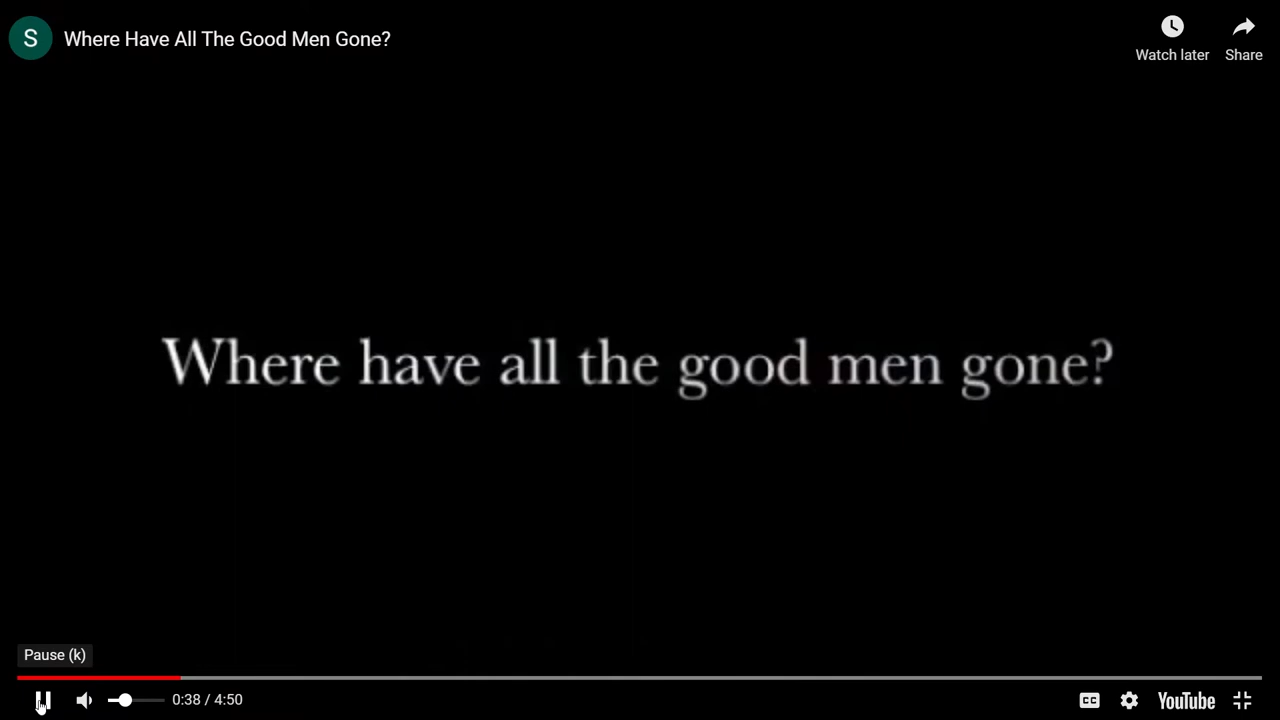 S
Where Have All The Good Men Gone?
Watch later
Share
Where have all the good men gone?
Pause (k)
0:38 / 4:50
CC
YouTube